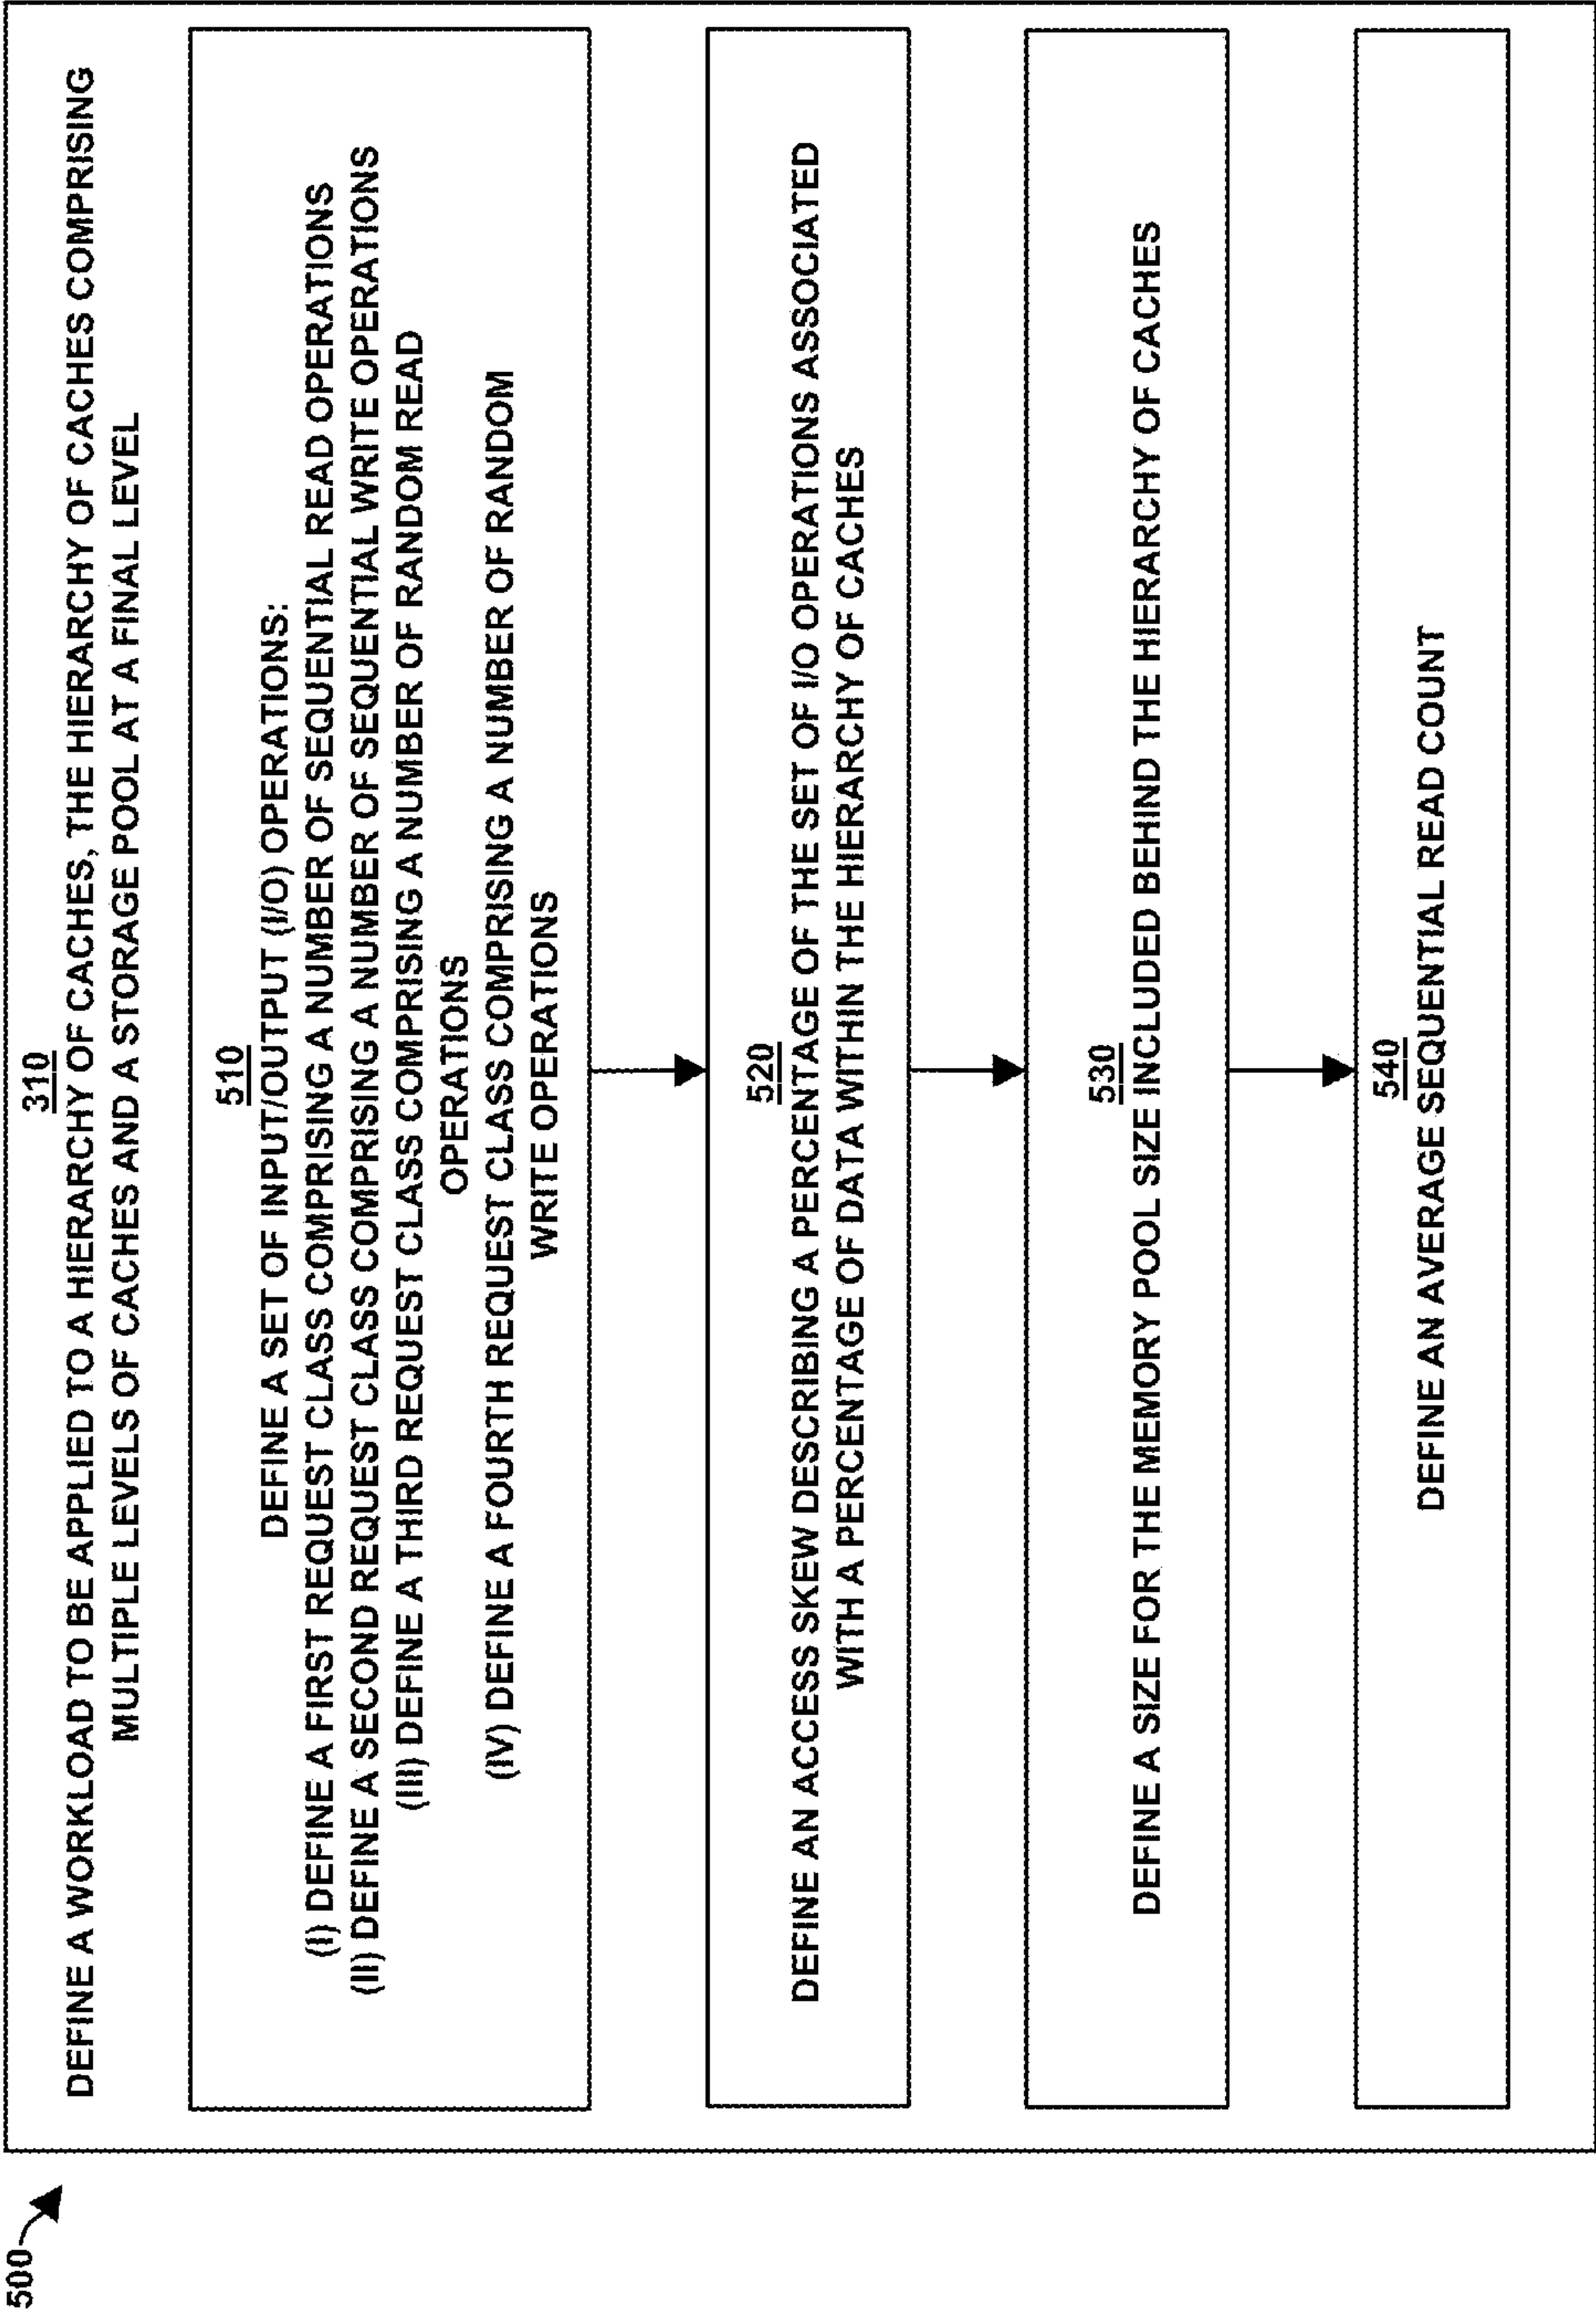 500
310
DEFINE A WORKLOAD TO BE APPLIED TO A HIERARCHY OF CACHES, THE HIERARCHY OF CACHES COMPRISING
MULTIPLE LEVELS OF CACHES AND A STORAGE POOL AT A FINAL LEVEL
510
DEFINE A SET OF INPUT/OUTPUT (I/O) OPERATIONS:
(I) DEFINE A FIRST REQUEST CLASS COMPRISING A NUMBER OF SEQUENTIAL READ OPERATIONS
(II) DEFINE A SECOND REQUEST CLASS COMPRISING A NUMBER OF SEQUENTIAL WRITE OPERATIONS
(III) DEFINE A THIRD REQUEST CLASS COMPRISING A NUMBER OF RANDOM READ
OPERATIONS
(IV) DEFINE A FOURTH REQUEST CLASS COMPRISING A NUMBER OF RANDOM
WRITE OPERATIONS
520
DEFINE AN ACCESS SKEW DESCRIBING A PERCENTAGE OF THE SET OF I/O OPERATIONS ASSOCIATED
WITH A PERCENTAGE OF DATA WITHIN THE HIERARCHY OF CACHES
530
DEFINE A SIZE FOR THE MEMORY POOL SIZE INCLUDED BEHIND THE HIERARCHY OF CACHES
540
DEFINE AN AVERAGE SEQUENTIAL READ COUNT